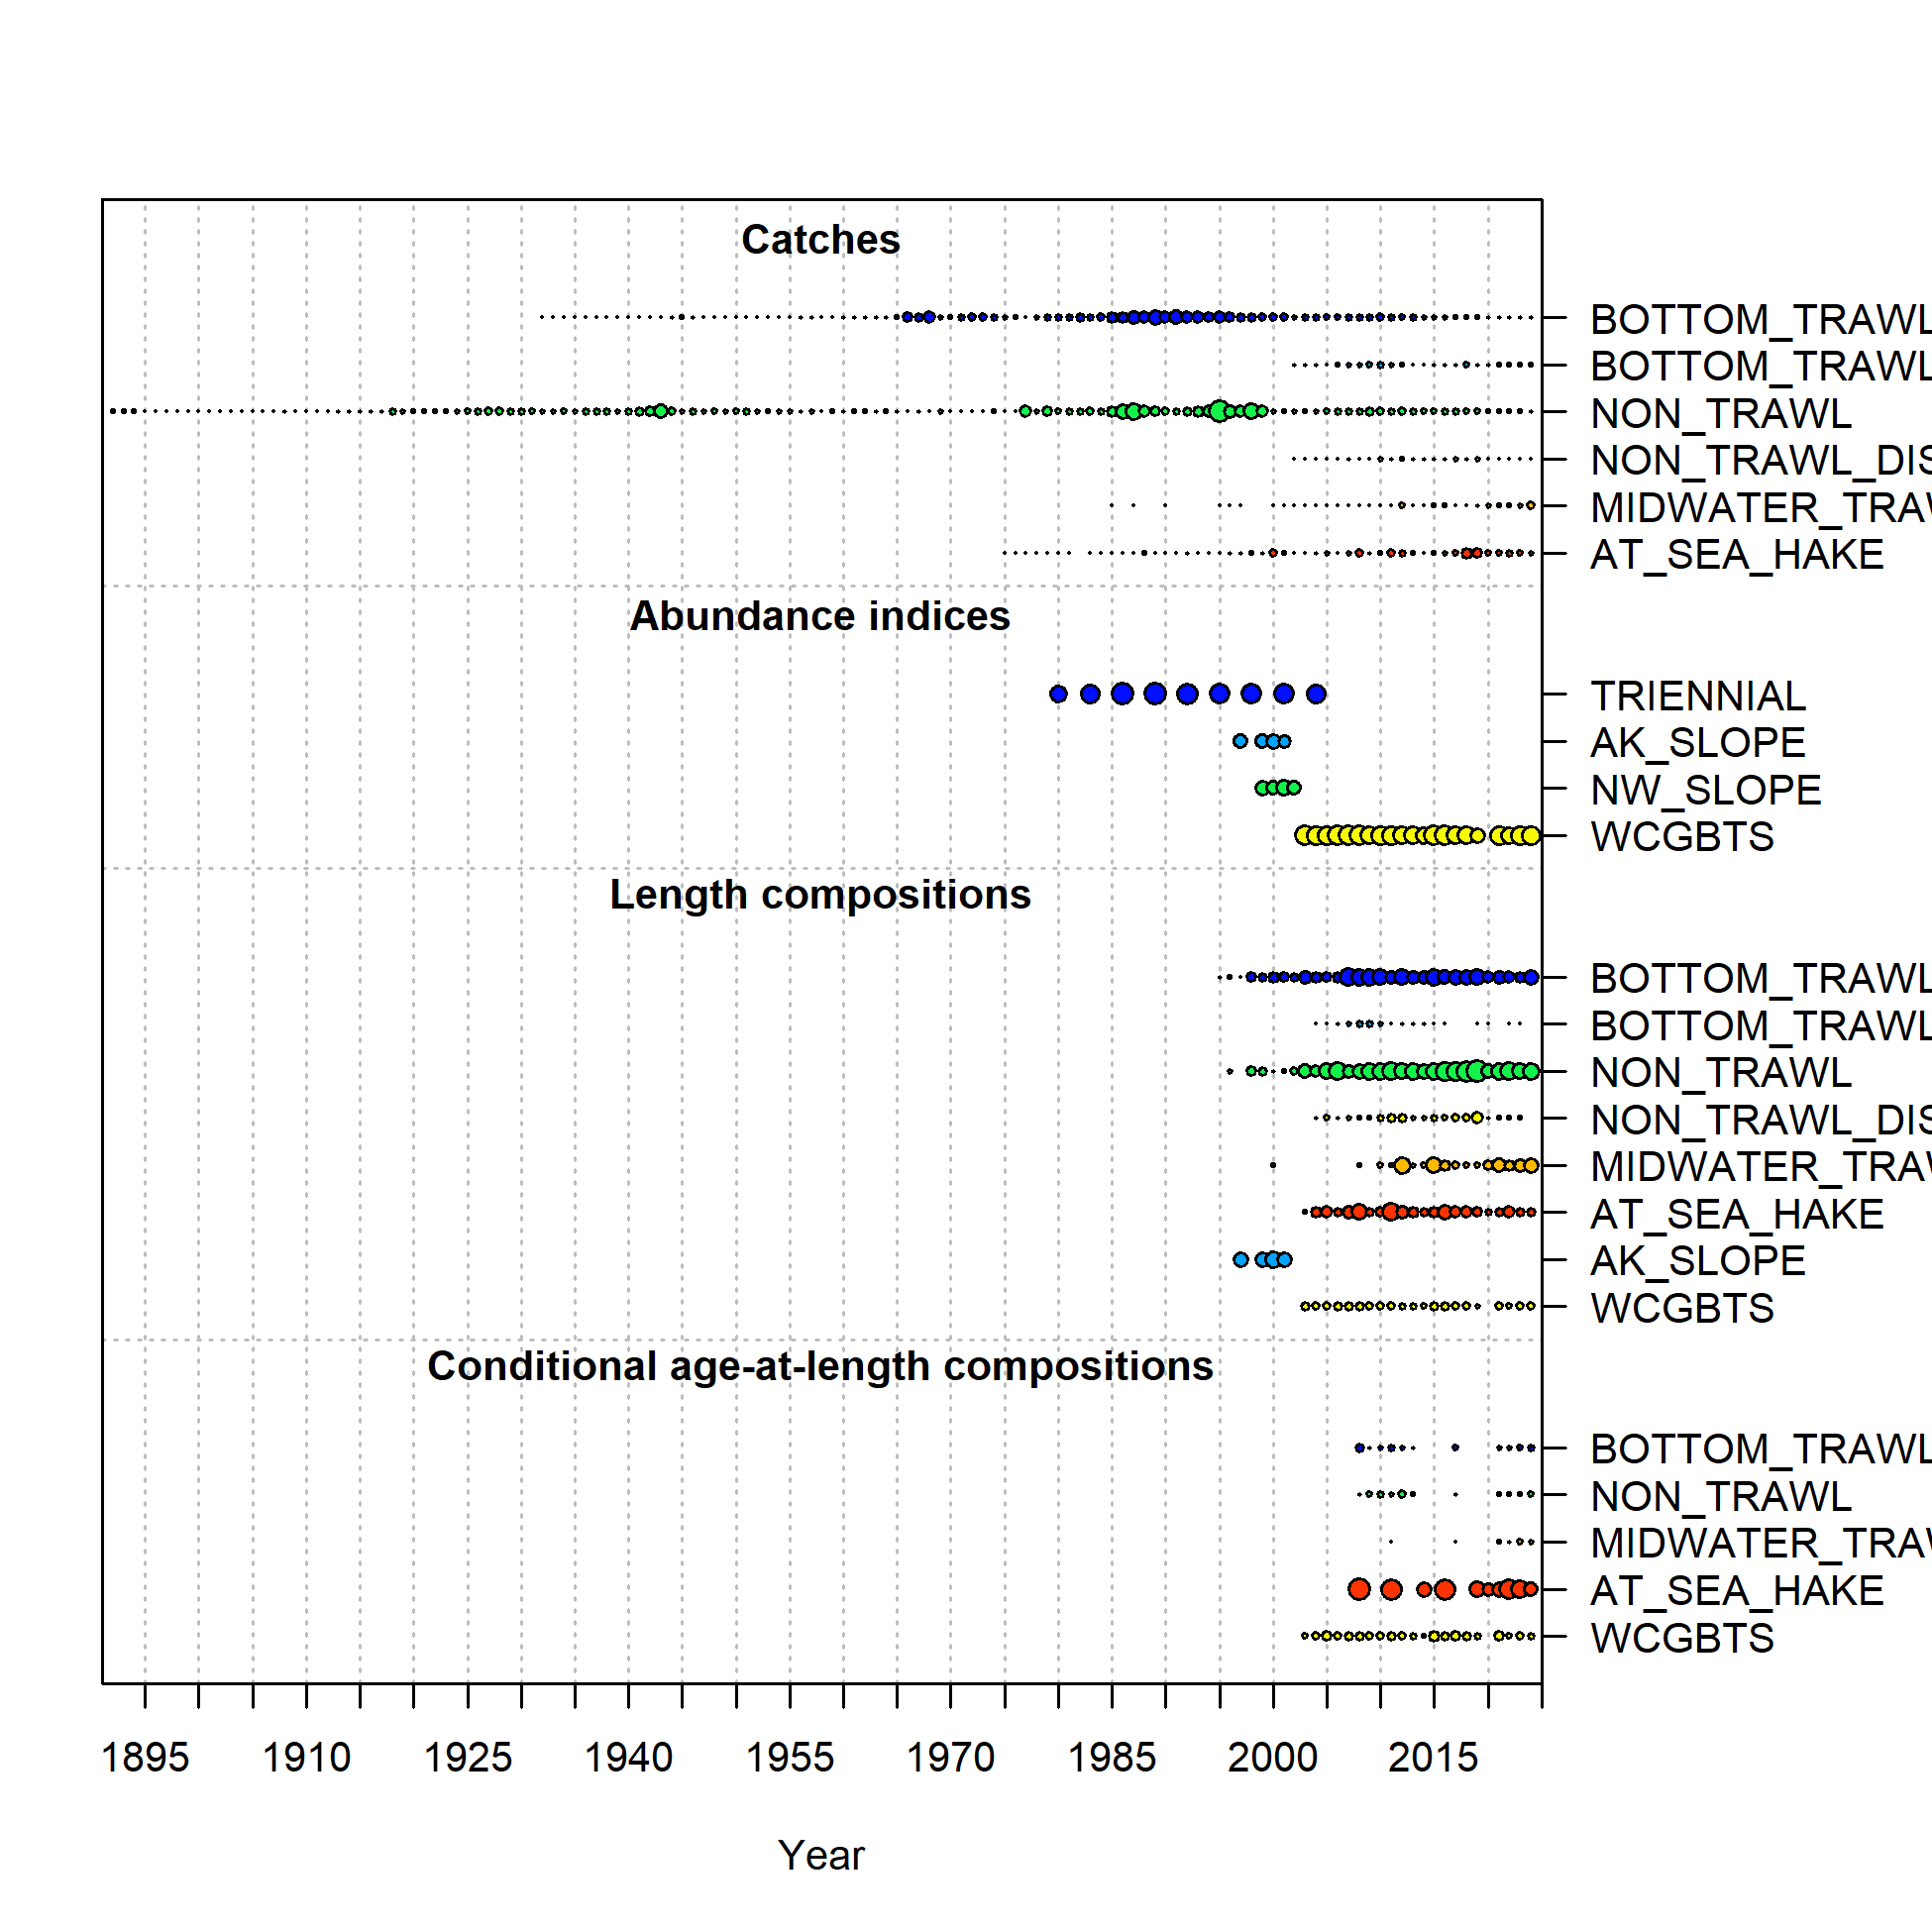 Catches
BOTTOM_TRAWL
BOTTOM_TRAWL
NON_TRAWL
NON_TRAWL_DIS
MIDWATER_TRAW
AT_SEA_HAKE
Abundance indices
TRIENNIAL
AK_SLOPE
NW_SLOPE
WCGBTS
Length compositions
BOTTOM_TRAWL
BOTTOM_TRAWL
NON_TRAWL
NON_TRAWL_DIS
MIDWATER_TRAW
AT_SEA_HAKE
AK_SLOPE
WCGBTS
Conditional age-at-length compositions
BOTTOM_TRAWL
NON_TRAWL
MIDWATER_TRAW
AT_SEA_HAKE
WCGBTS
1895 1910 1925 1940 1955 1970 1985 2000 2015
Year